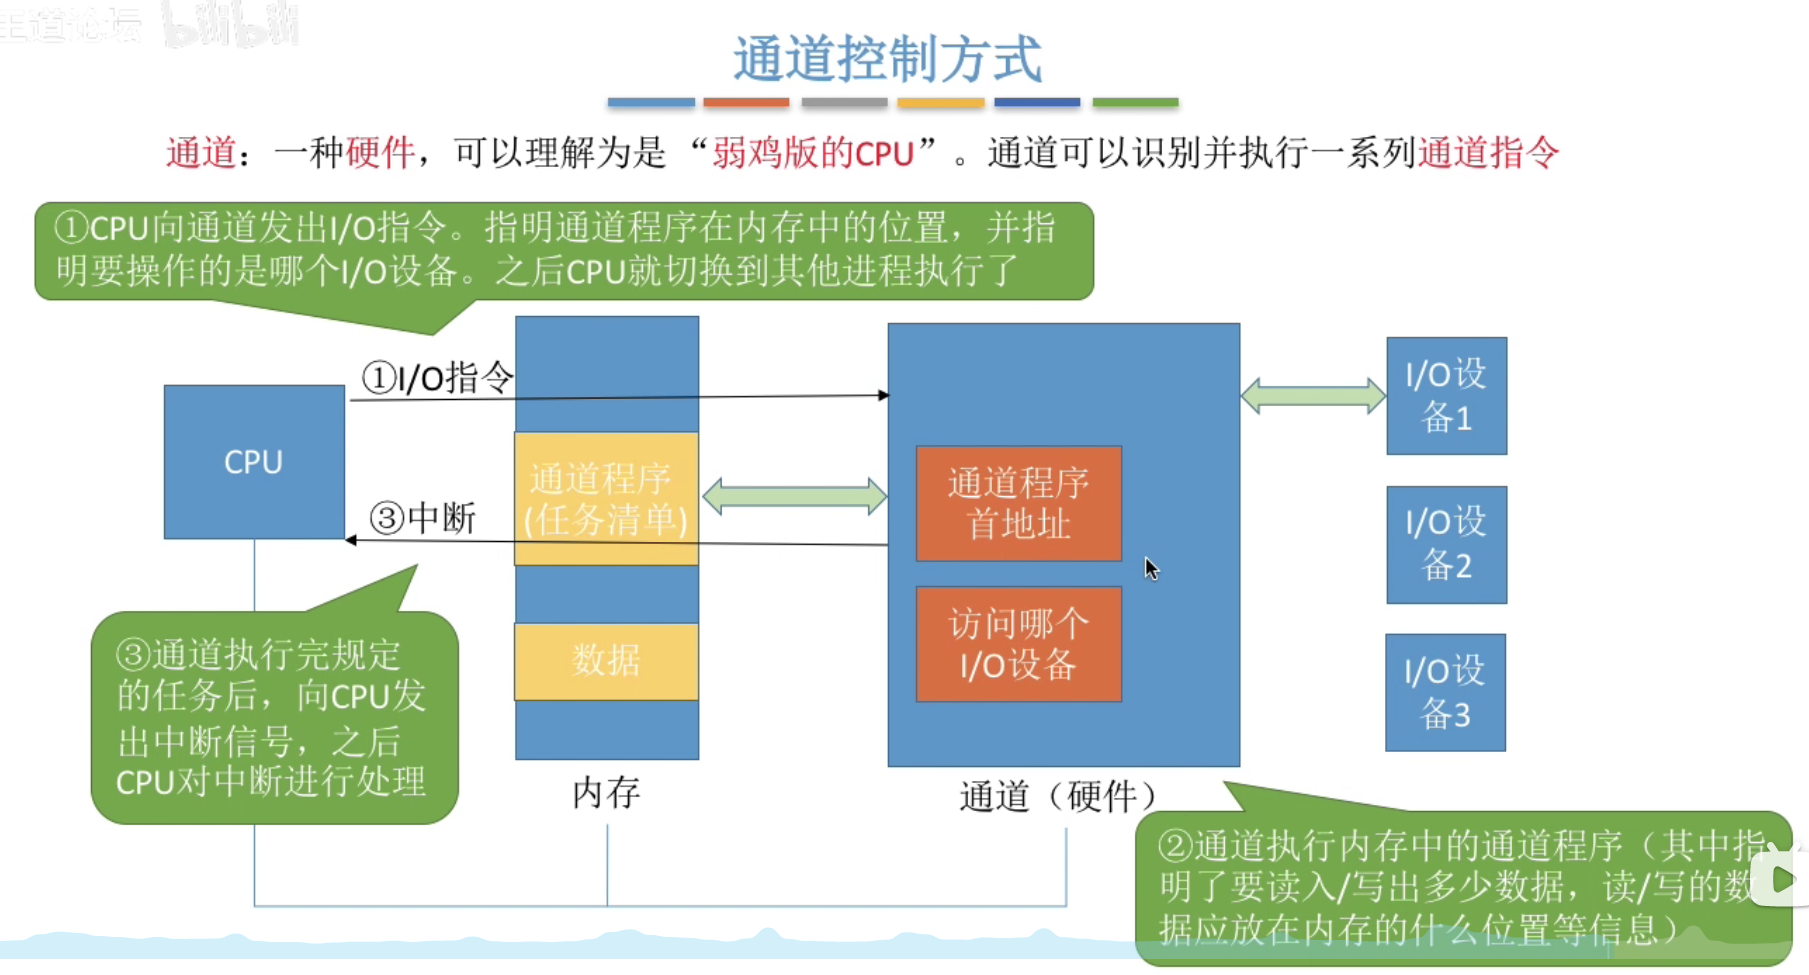 王道论坛 bilibili
通道控制方式
通道：一种硬件，可以理解为是“弱鸡版的CPU”。通道可以识别并执行一系列通道指令
①CPU向通道发出I/O指令。指明通道程序在内存中的位置，并指
明要操作的是哪个I/O设备。之后CPU就切换到其他进程执行了
①I/O指令
CPU
通道程序
(任务清单)
③中断
数据
内存
通道程序
首地址
访问哪个
I/O设备
通道（硬件）
I/O设
备1
I/O设
备2
I/O设
备3
③通道执行完规定
的任务后，向CPU发
出中断信号，之后
CPU对中断进行处理
②通道执行内存中的通道程序（其中指
明了要读入/写出多少数据，读/写的数
据应放在内存的什么位置等信息）